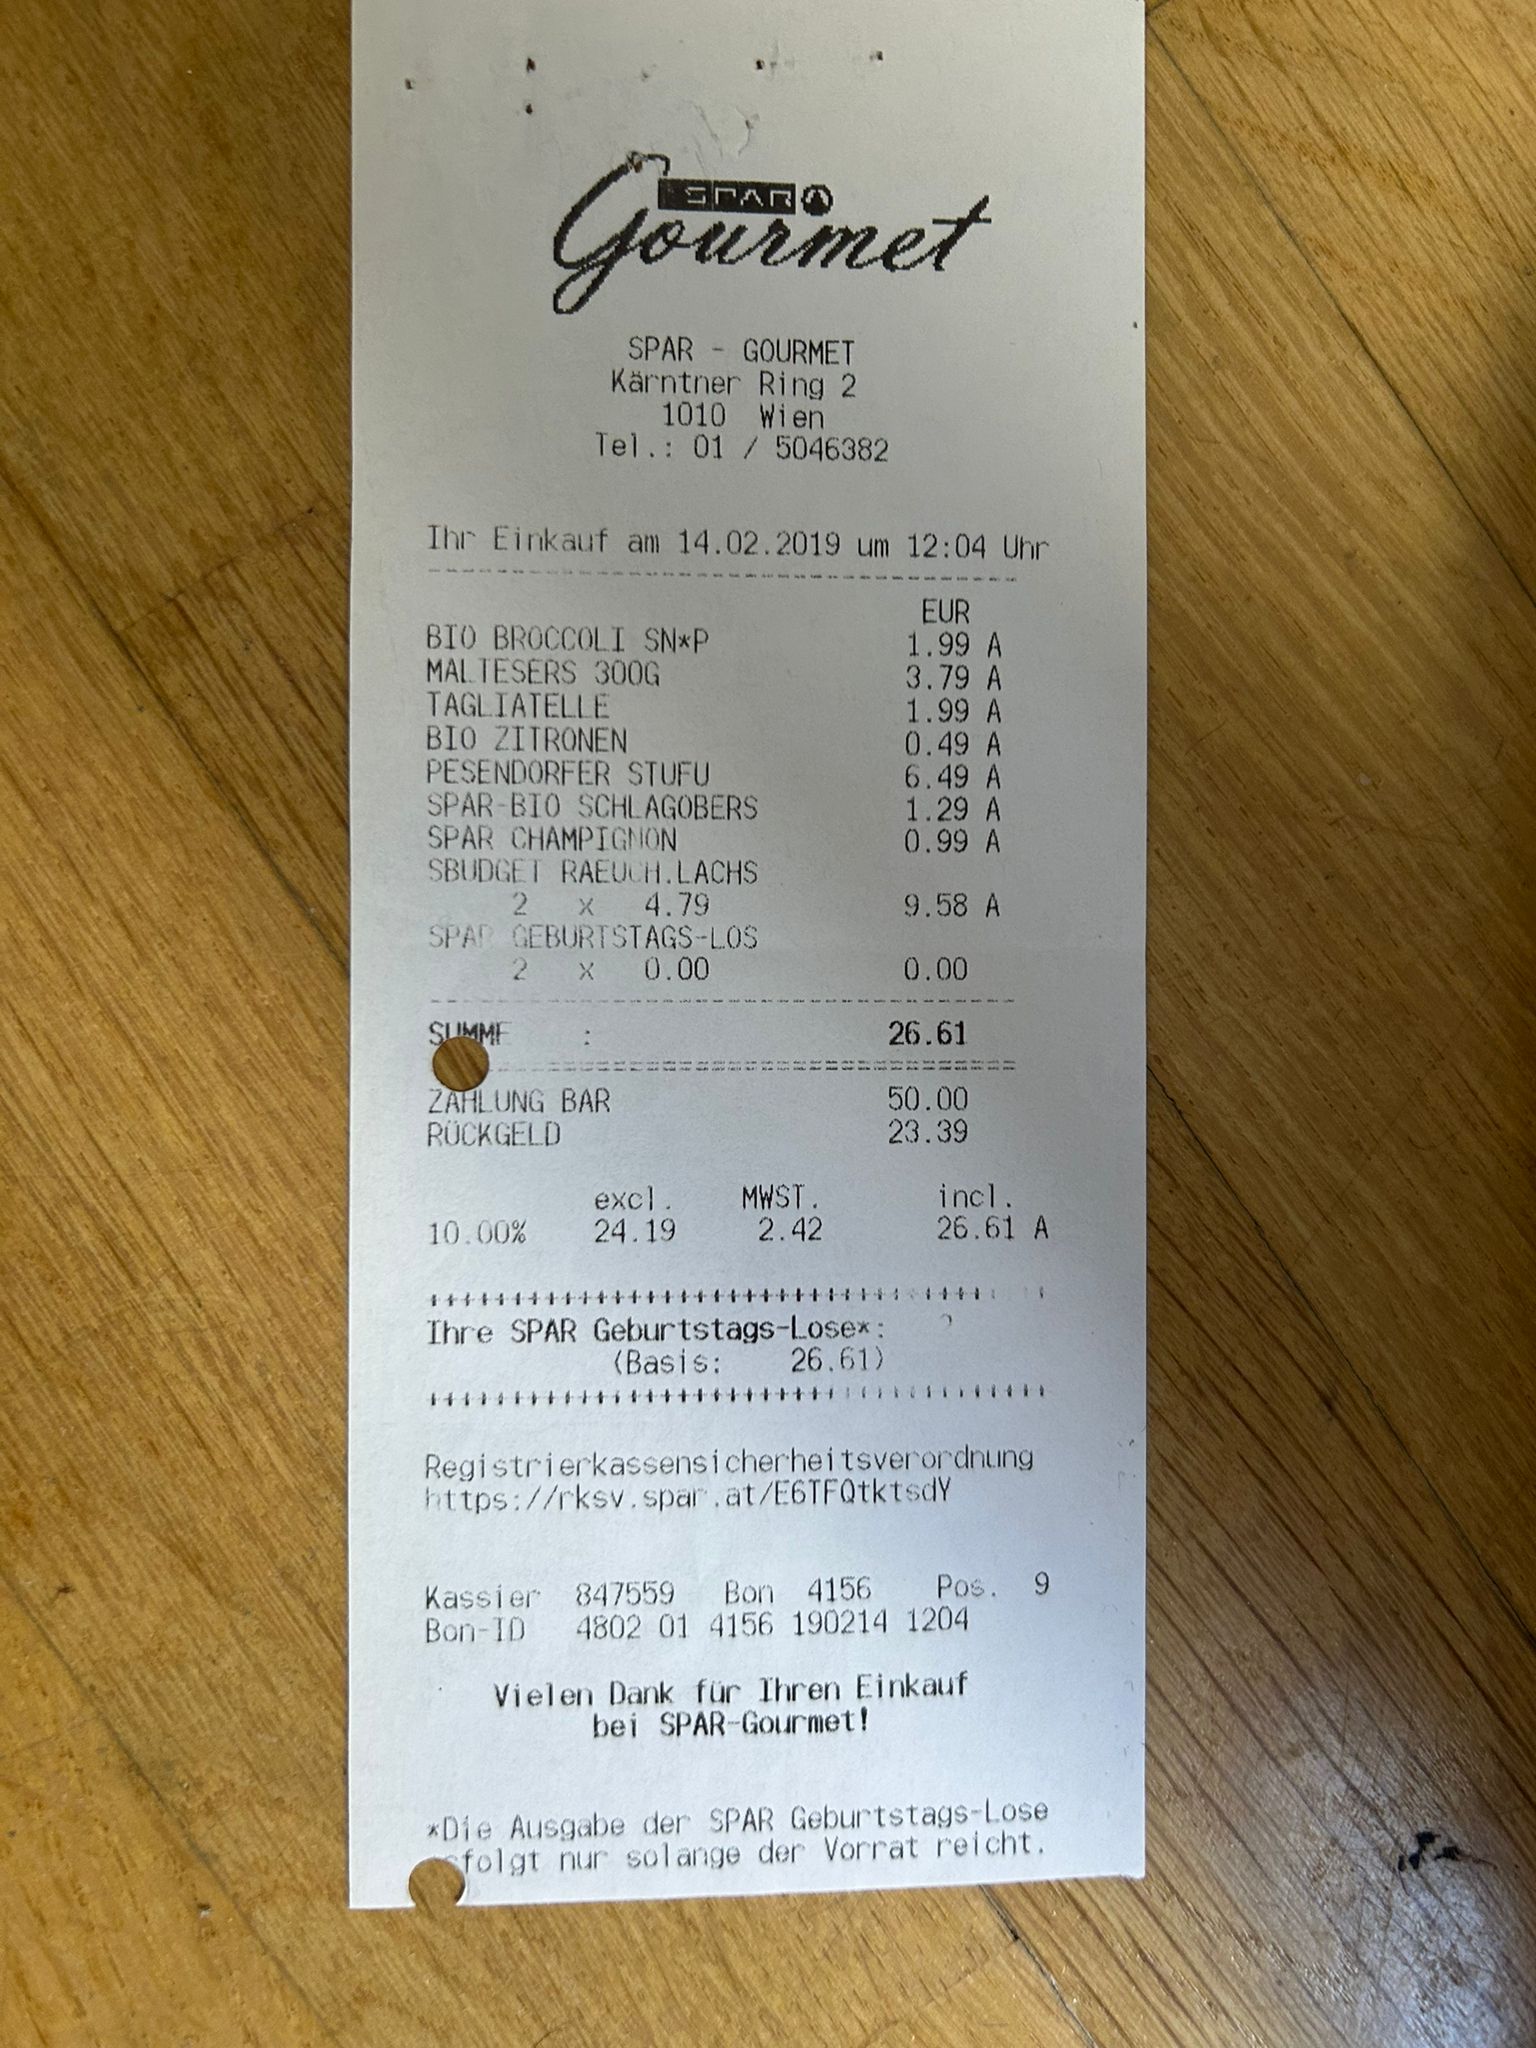 SPAR
Gourmet
SPAR - GOURMET
Kärntner Ring 2
1010 Wien
Tel.: 01 / 5046382
Ihr Einkauf am 14.02.2019 um 12:04 Uhr
EUR
BIO BROCCOLI SN*P 1.99 A
MALTESERS 300G 3.79 A
TAGLIATELLE 1.99 A
BIO ZITRONEN 0.49 A
PESENDORFER STUFU 6.49 A
SPAR-BIO SCHLAGOBERS 1.29 A
SPAR CHAMPIGNON 0.99 A
SBUDGET RAEUCH.LACHS
2 x 4.79 9.58 A
SPAR GEBURTSTAGS-LOS
2 x 0.00 0.00
SUMME : 26.61
ZAHLUNG BAR 50.00
RÜCKGELD 23.39
excl. MWST. incl.
10.00% 24.19 2.42 26.61 A
Ihre SPAR Geburtstags-Lose*:
(Basis: 26.61)
Registrierkassensicherheitsverordnung
https://rksv.spar.at/E6TFQtktsdY
Kassier 847559 Bon 4156 Pos. 9
Bon-ID 4802 01 4156 190214 1204
Vielen Dank für Ihren Einkauf
bei SPAR-Gourmet!
*Die Ausgabe der SPAR Geburtstags-Lose
folgt nur solange der Vorrat reicht.